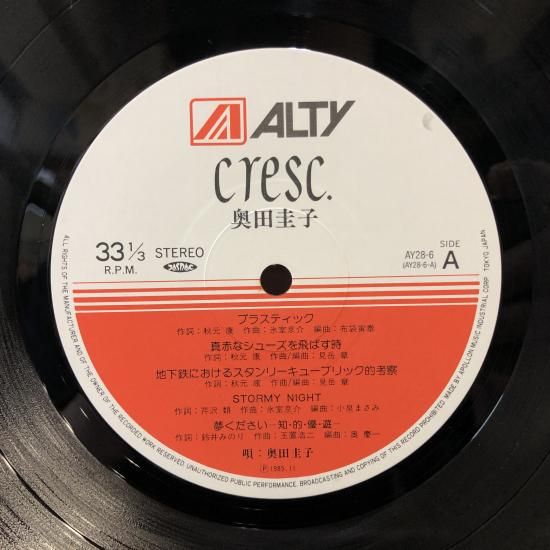 ALTY
cresc.
奥田圭子
33 1/3 STEREO
R.P.M.
JASRAC
SIDE
AY28-6
(AY28-6-A) A
プラスティック
作詞:秋元 康 作曲:氷室京介 編曲:布袋寅泰
真赤なシューズを飛ばす時
作詞:秋元 康 作曲/編曲:見岳 章
地下鉄におけるスタンリーキューブリック的考察
作詞:秋元 康 作曲/編曲:見岳 章
STORMY NIGHT
作詞:芹沢 類 作曲:氷室京介 編曲:小泉まさみ
夢ください-知・的・優・遊-
作詞:鈴井みのり 作曲:玉置浩二 編曲:奥 慶一
唄:奥田圭子
Ⓟ1985.11
ALL RIGHTS OF THE MANUFACTURER AND OF THE OWNER OF THE RECORDED WORK RESERVED. UNAUTHORIZED PUBLIC PERFORMANCE, BROADCASTING AND COPYING OF THIS RECORD PROHIBITED. MADE BY APOLLON MUSIC INDUSTRIAL CORP. TOKYO JAPAN